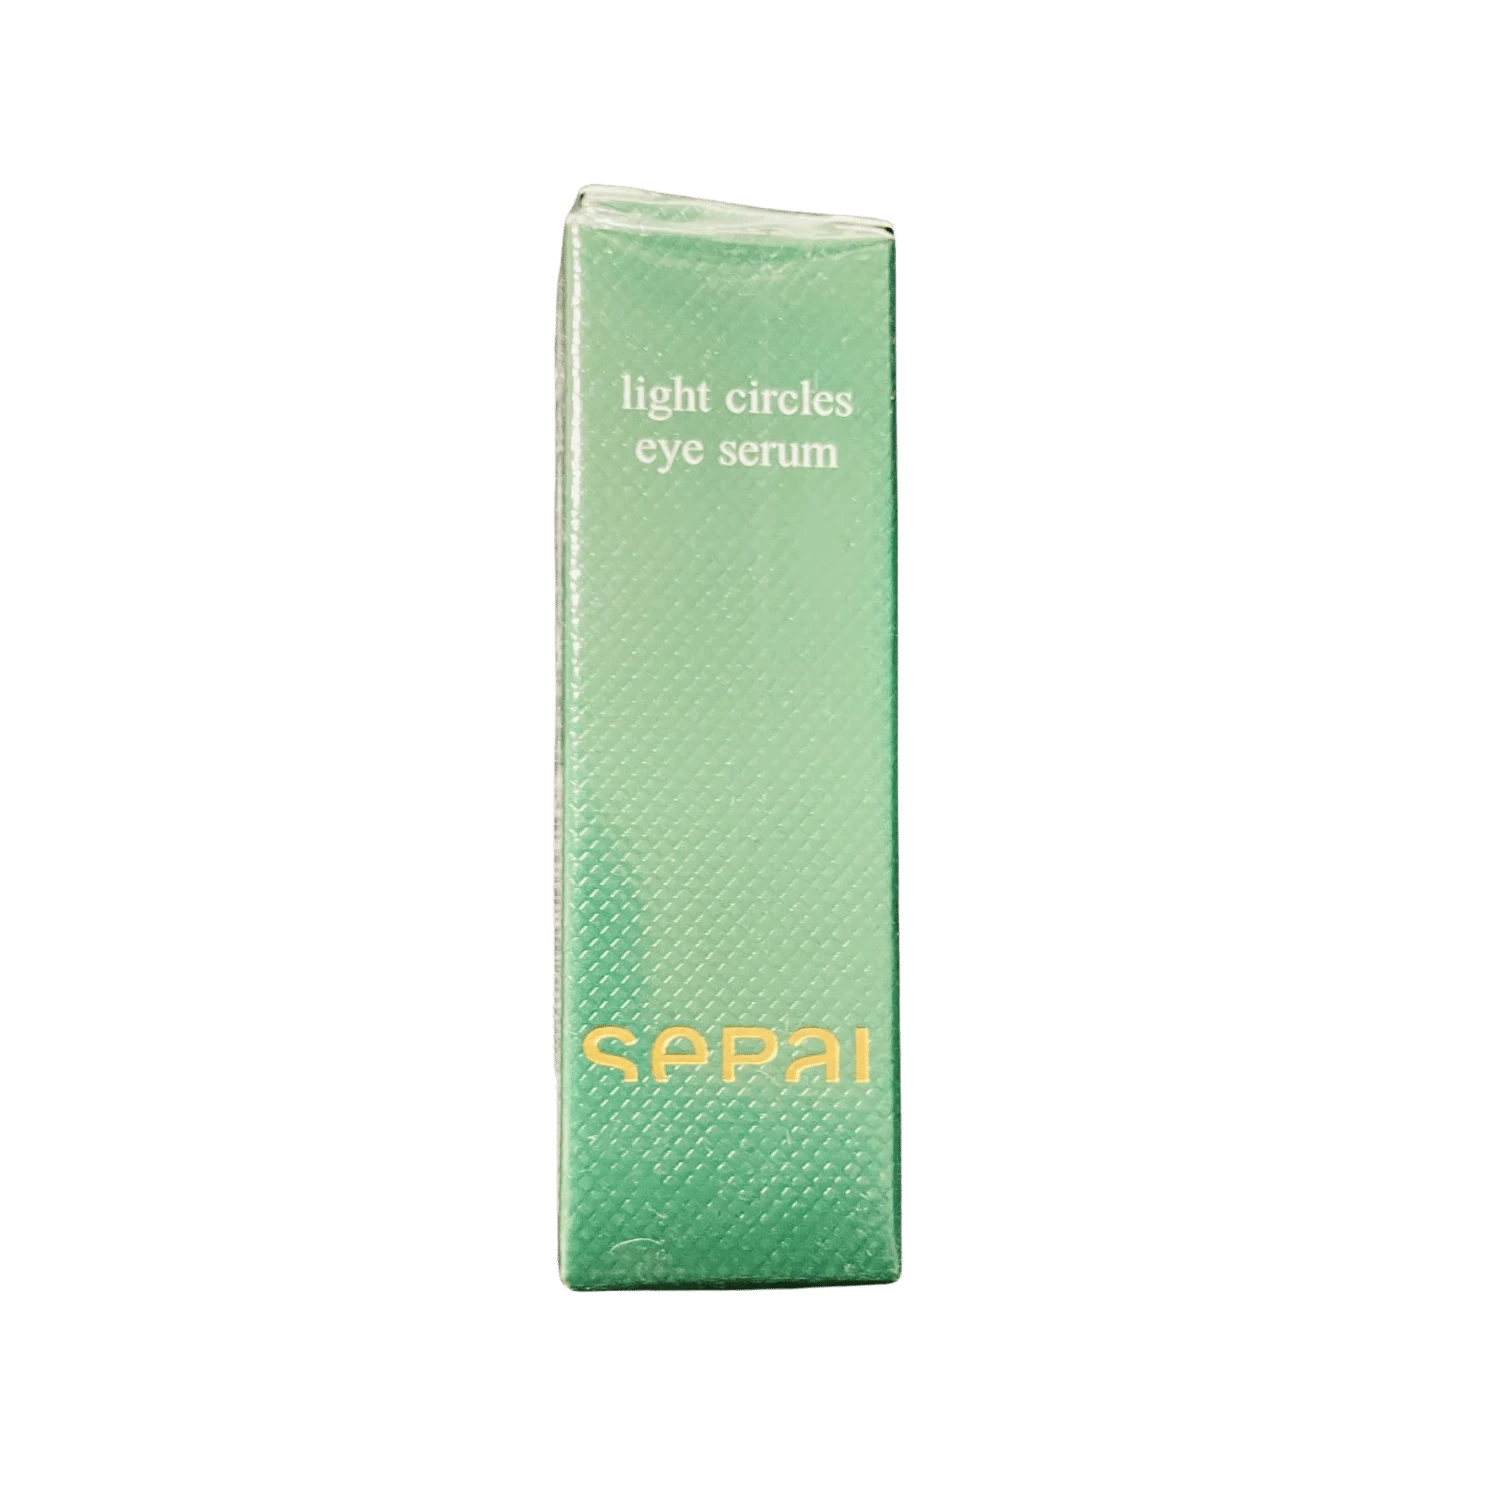 light circles
eye serum
sepai